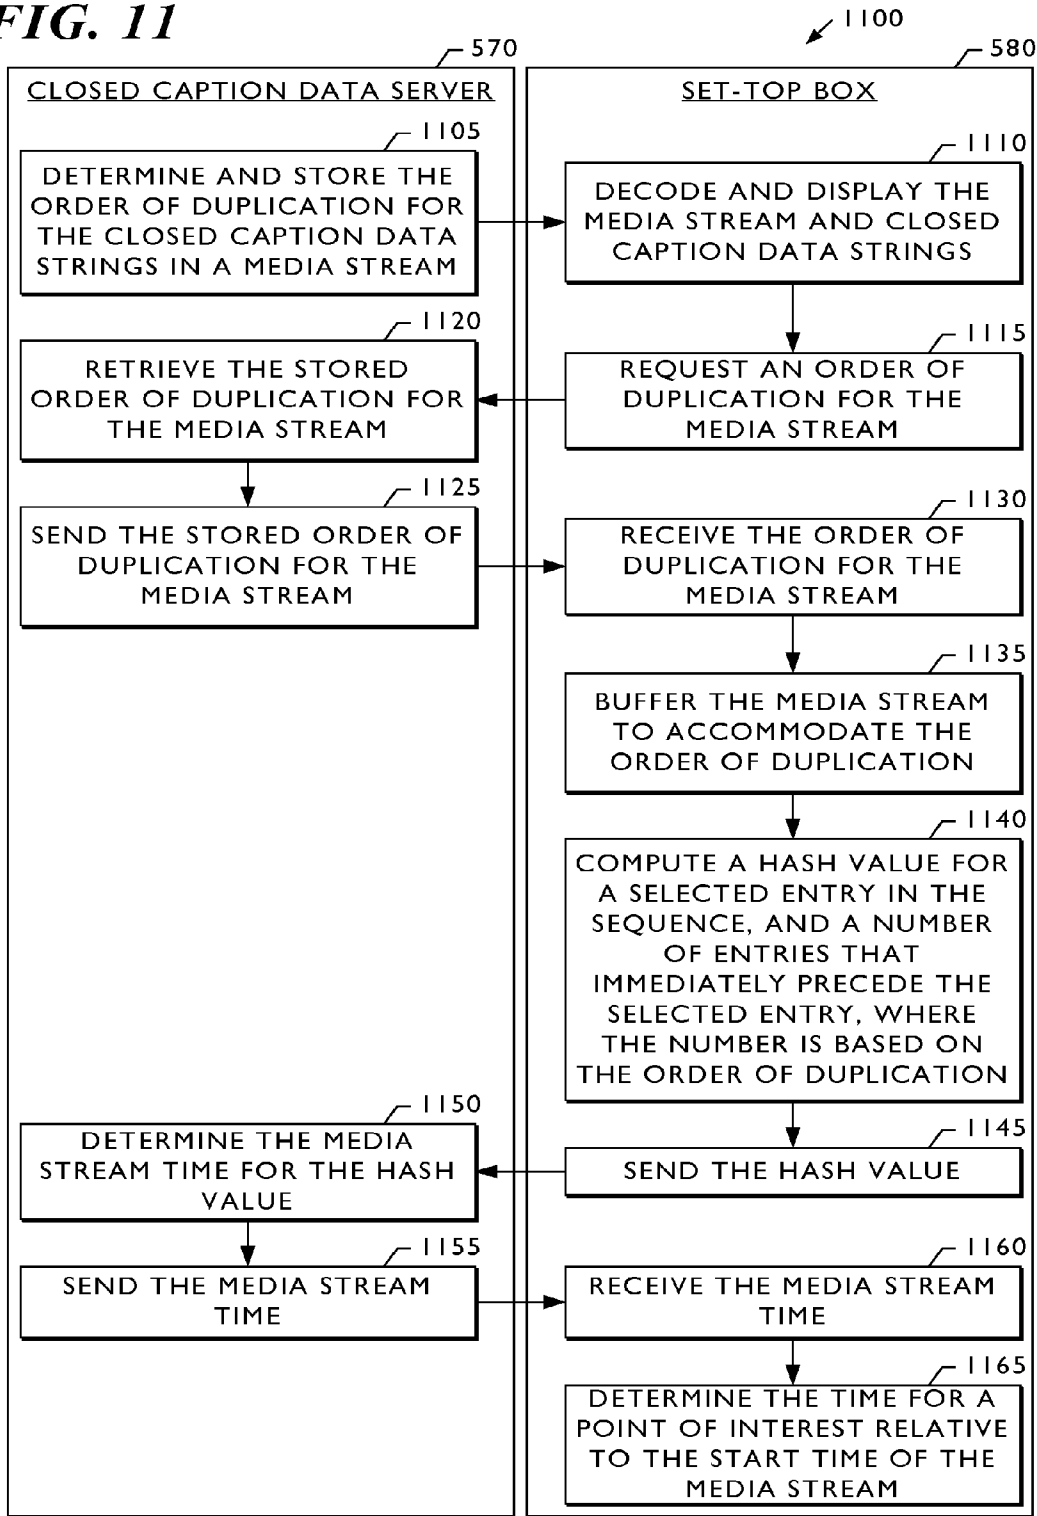 FIG. 11
1100
570
CLOSED CAPTION DATA SERVER
1105
DETERMINE AND STORE THE
ORDER OF DUPLICATION FOR
THE CLOSED CAPTION DATA
STRINGS IN A MEDIA STREAM
580
SET-TOP BOX
1110
DECODE AND DISPLAY THE
MEDIA STREAM AND CLOSED
CAPTION DATA STRINGS
1115
REQUEST AN ORDER OF
DUPLICATION FOR THE
MEDIA STREAM
1120
RETRIEVE THE STORED
ORDER OF DUPLICATION FOR
THE MEDIA STREAM
1125
SEND THE STORED ORDER OF
DUPLICATION FOR THE
MEDIA STREAM
1130
RECEIVE THE ORDER OF
DUPLICATION FOR THE
MEDIA STREAM
1135
BUFFER THE MEDIA STREAM
TO ACCOMMODATE THE
ORDER OF DUPLICATION
1140
COMPUTE A HASH VALUE FOR
A SELECTED ENTRY IN THE
SEQUENCE, AND A NUMBER
OF ENTRIES THAT
IMMEDIATELY PRECEDE THE
SELECTED ENTRY, WHERE
THE NUMBER IS BASED ON
THE ORDER OF DUPLICATION
1145
SEND THE HASH VALUE
1150
DETERMINE THE MEDIA
STREAM TIME FOR THE HASH
VALUE
1155
SEND THE MEDIA STREAM
TIME
1160
RECEIVE THE MEDIA STREAM
TIME
1165
DETERMINE THE TIME FOR A
POINT OF INTEREST RELATIVE
TO THE START TIME OF THE
MEDIA STREAM